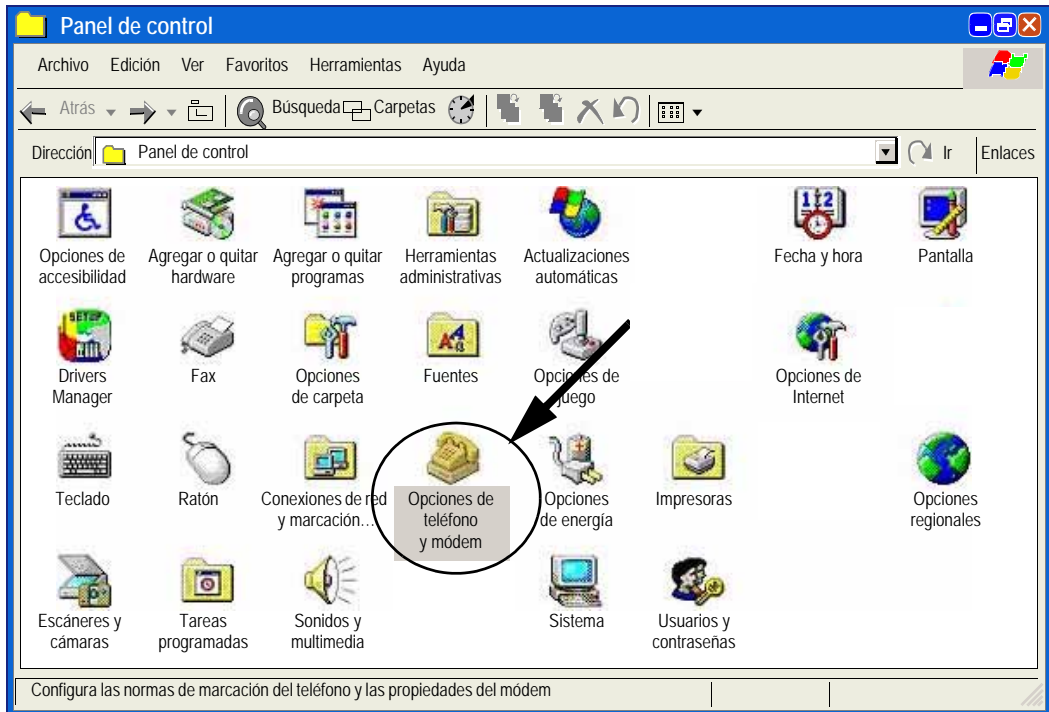 Panel de control
Archivo Edición Ver Favoritos Herramientas Ayuda
Atrás Búsqueda Carpetas
Dirección Panel de control Ir Enlaces
Opciones de accesibilidad
Agregar o quitar hardware
Agregar o quitar programas
Herramientas administrativas
Actualizaciones automáticas
Fecha y hora
Pantalla
Drivers Manager
Fax
Opciones de carpeta
Fuentes
Opciones de juego
Opciones de Internet
Teclado
Ratón
Conexiones de red y marcación...
Opciones de teléfono y módem
Opciones de energía
Impresoras
Opciones regionales
Escáneres y cámaras
Tareas programadas
Sonidos y multimedia
Sistema
Usuarios y contraseñas
Configura las normas de marcación del teléfono y las propiedades del módem